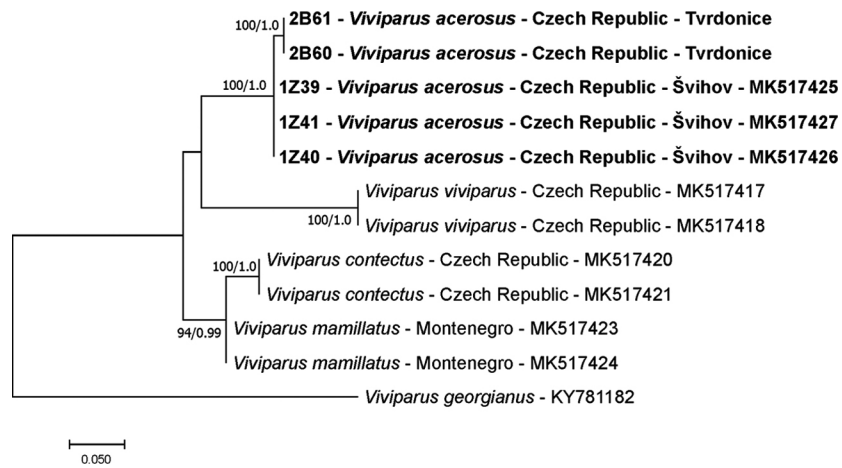 100/1.0
2B61 - Viviparus acerosus - Czech Republic - Tvrdonice
2B60 - Viviparus acerosus - Czech Republic - Tvrdonice
100/1.0
1Z39 - Viviparus acerosus - Czech Republic - Švihov - MK517425
1Z41 - Viviparus acerosus - Czech Republic - Švihov - MK517427
1Z40 - Viviparus acerosus - Czech Republic - Švihov - MK517426
Viviparus viviparus - Czech Republic - MK517417
100/1.0
Viviparus viviparus - Czech Republic - MK517418
100/1.0
Viviparus contectus - Czech Republic - MK517420
Viviparus contectus - Czech Republic - MK517421
94/0.99
Viviparus mamillatus - Montenegro - MK517423
Viviparus mamillatus - Montenegro - MK517424
Viviparus georgianus - KY781182
0.050